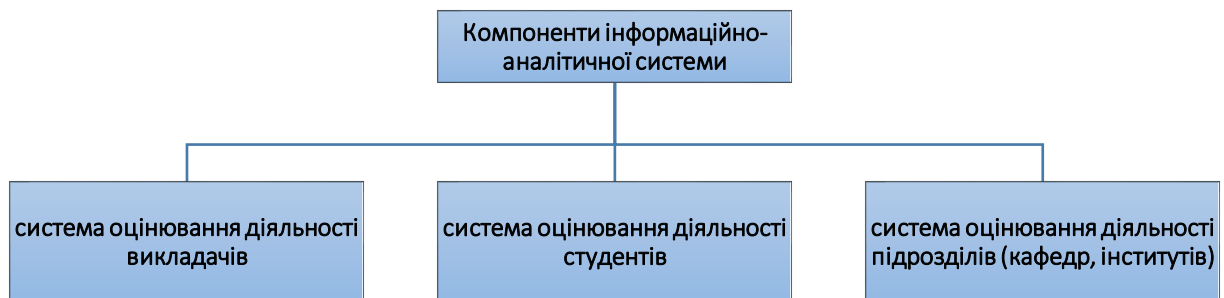 Компоненти інформаційно-
аналітичної системи
система оцінювання діяльності
викладачів
система оцінювання діяльності
студентів
система оцінювання діяльності
підрозділів (кафедр, інститутів)